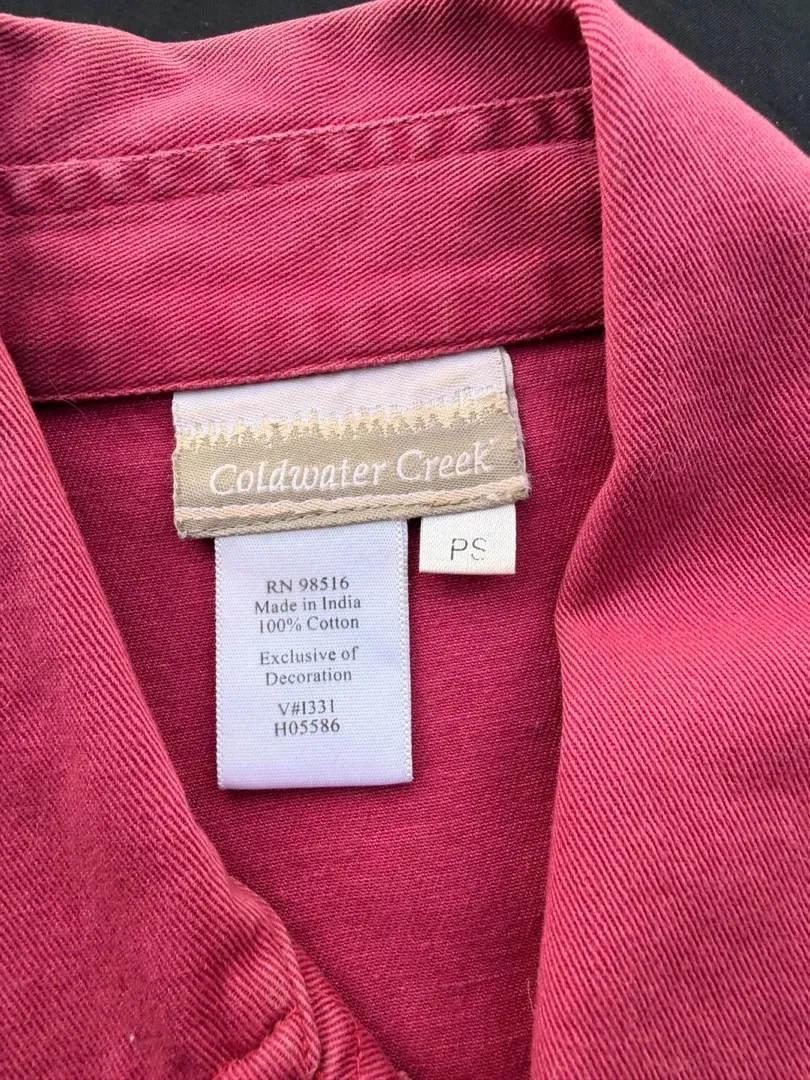 Coldwater Creek
PS
RN 98516
Made in India
100% Cotton
Exclusive of
Decoration
V#I331
H05586